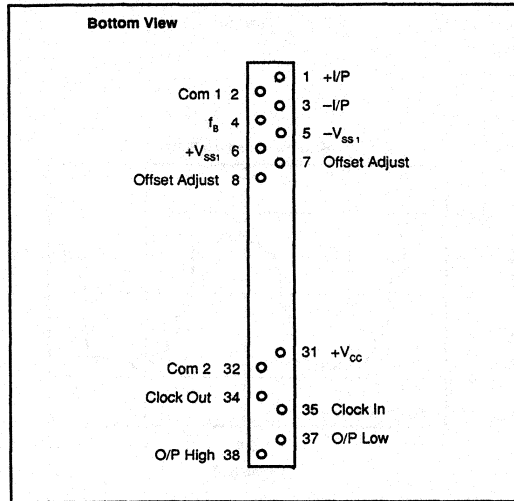 Bottom View
1 +I/P
Com 1 2
3 –I/P
f_B 4
5 –V_SS1
+V_SS1 6
7 Offset Adjust
Offset Adjust 8
31 +V_CC
Com 2 32
Clock Out 34
35 Clock In
37 O/P Low
O/P High 38